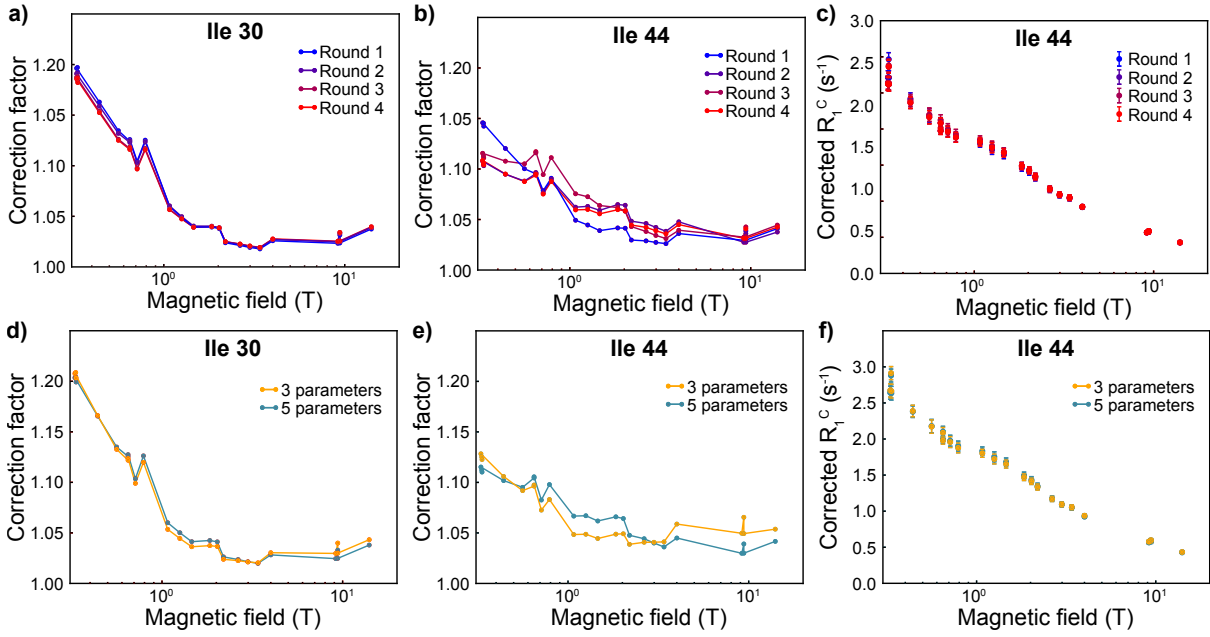 a)
Ile 30
Correction factor
1.20
1.15
1.10
1.05
1.00
Round 1
Round 2
Round 3
Round 4
10⁰
10¹
Magnetic field (T)
b)
Ile 44
Correction factor
1.20
1.15
1.10
1.05
1.00
Round 1
Round 2
Round 3
Round 4
10⁰
10¹
Magnetic field (T)
c)
Ile 44
Corrected R₁ᶜ (s⁻¹)
2.5
2.5
1.5
1.0
0.5
0.0
Round 1
Round 2
Round 3
Round 4
10⁰
10¹
Magnetic field (T)
d)
Ile 30
Correction factor
1.20
1.15
1.10
1.05
1.00
3 parameters
5 parameters
10⁰
10¹
Magnetic field (T)
e)
Ile 44
Correction factor
1.20
1.15
1.10
1.05
1.00
3 parameters
5 parameters
10⁰
10¹
Magnetic field (T)
f)
Ile 44
Corrected R₁ᶜ (s⁻¹)
3.0
2.5
2.0
1.5
1.0
0.5
0.0
3 parameters
5 parameters
10⁰
10¹
Magnetic field (T)